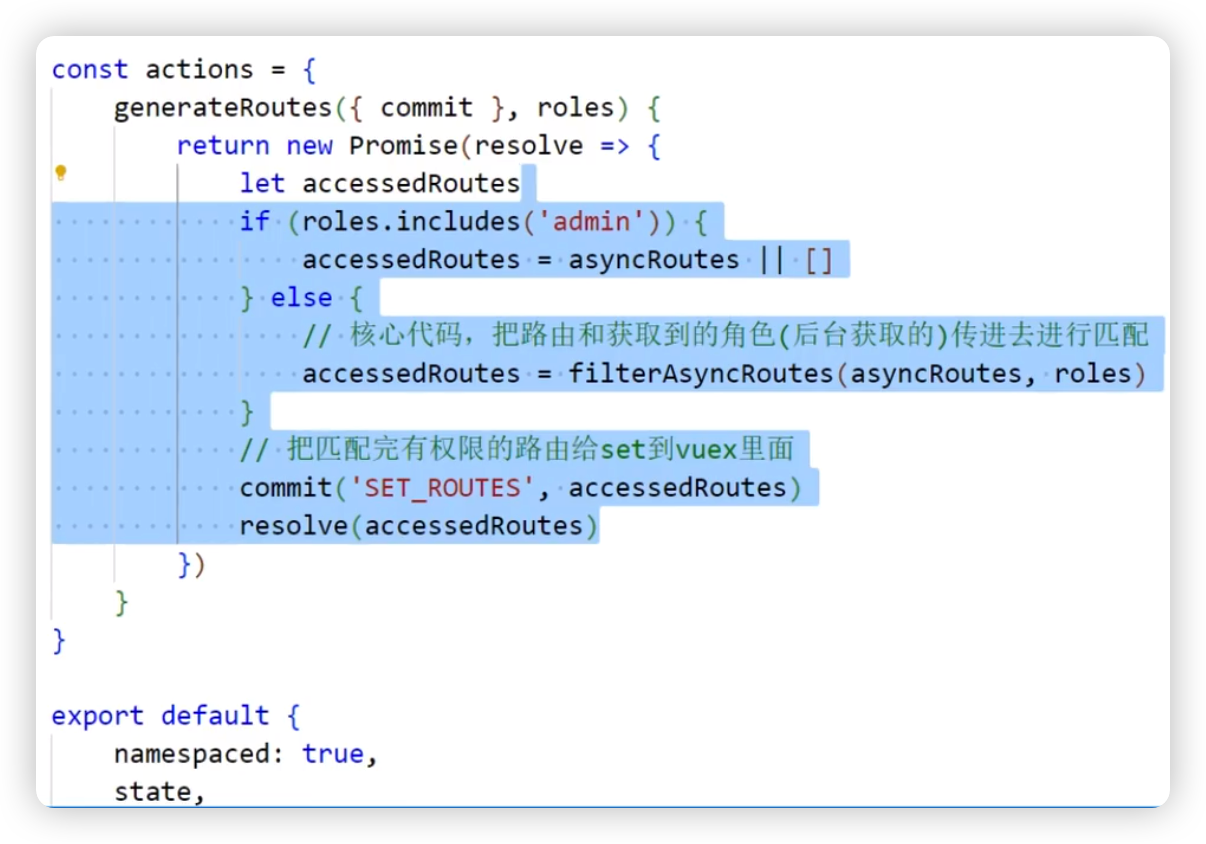 const actions = {
generateRoutes({ commit }, roles) {
return new Promise(resolve => {
let accessedRoutes
if (roles.includes('admin')) {
accessedRoutes = asyncRoutes || []
} else {
// 核心代码，把路由和获取到的角色(后台获取的)传进去进行匹配
accessedRoutes = filterAsyncRoutes(asyncRoutes, roles)
}
// 把匹配完有权限的路由给set到vuex里面
commit('SET_ROUTES', accessedRoutes)
resolve(accessedRoutes)
})
}
}
export default {
namespaced: true,
state,